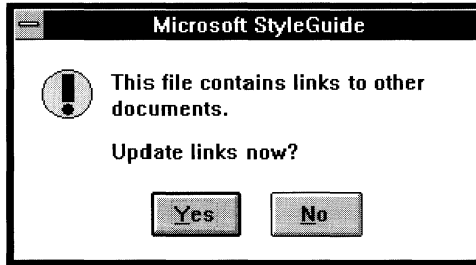 Microsoft StyleGuide
This file contains links to other
documents.
Update links now?
Yes No